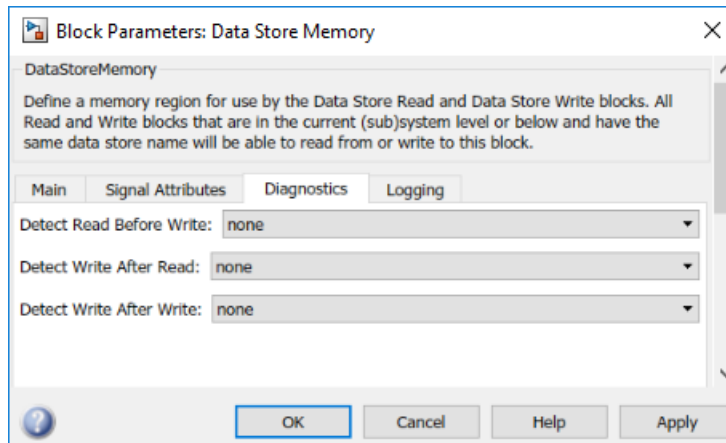 Block Parameters: Data Store Memory
DataStoreMemory
Define a memory region for use by the Data Store Read and Data Store Write blocks. All
Read and Write blocks that are in the current (sub)system level or below and have the
same data store name will be able to read from or write to this block.
Main Signal Attributes Diagnostics Logging
Detect Read Before Write: none
Detect Write After Read: none
Detect Write After Write: none
OK Cancel Help Apply